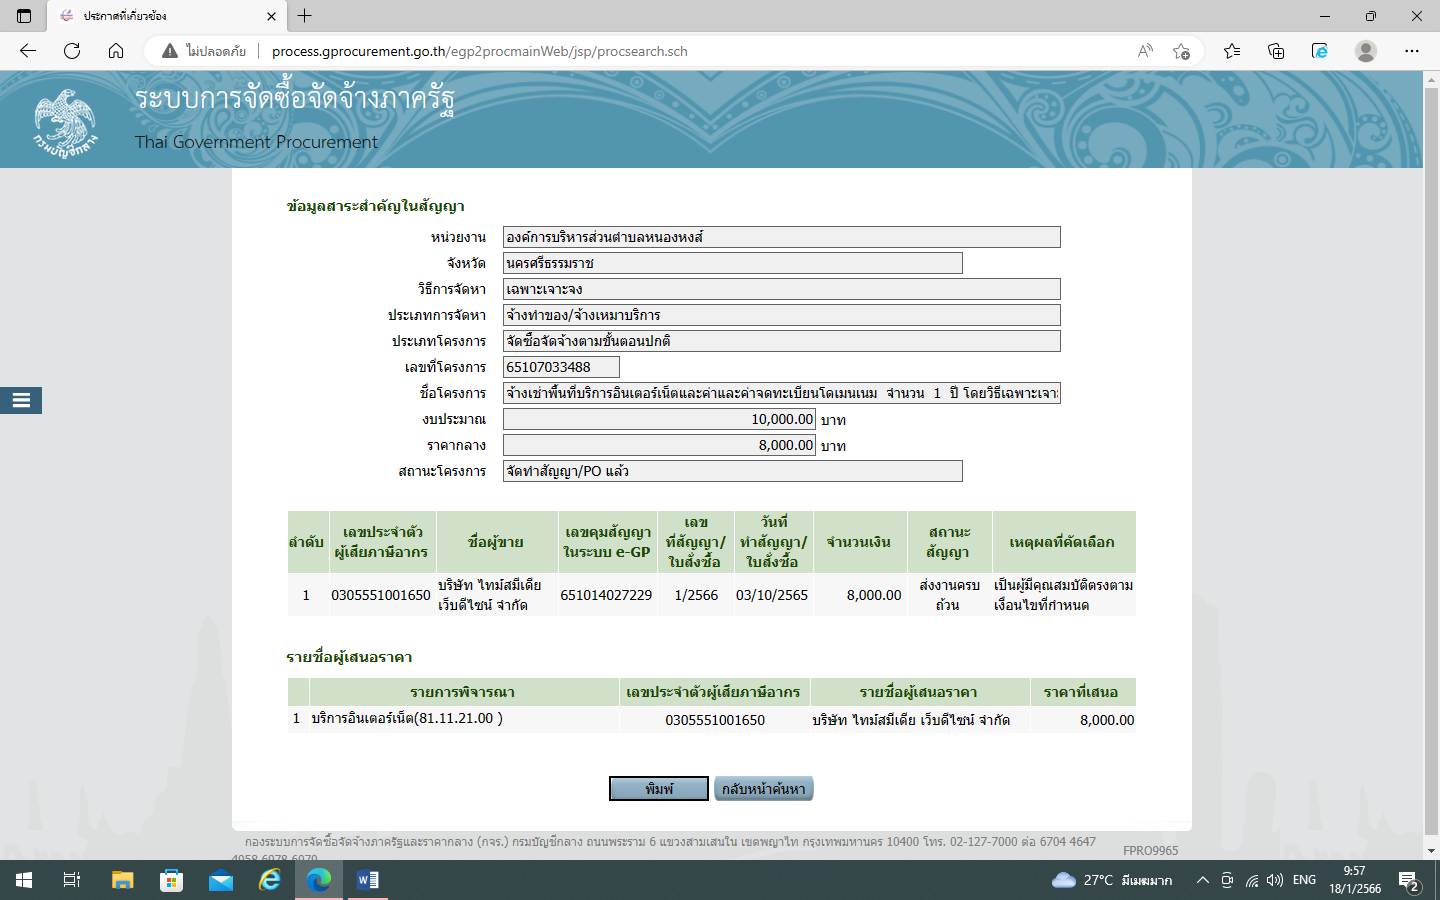 ประกาศที่เกี่ยวข้อง
ไม่ปลอดภัย
process.gprocurement.go.th/egp2procmainWeb/jsp/procsearch.sch
ระบบการจัดซื้อจัดจ้างภาครัฐ
Thai Government Procurement
กรมบัญชีกลาง
ข้อมูลสาระสำคัญในสัญญา
หน่วยงาน องค์การบริหารส่วนตำบลหนองหงส์
จังหวัด นครศรีธรรมราช
วิธีการจัดหา เฉพาะเจาะจง
ประเภทการจัดหา จ้างทำของ/จ้างเหมาบริการ
ประเภทโครงการ จัดซื้อจัดจ้างตามขั้นตอนปกติ
เลขที่โครงการ 65107033488
ชื่อโครงการ จ้างเช่าพื้นที่บริการอินเตอร์เน็ตและค่าและค่าจดทะเบียนโดเมนเนม จำนวน 1 ปี โดยวิธีเฉพาะเจาะ
งบประมาณ 10,000.00 บาท
ราคากลาง 8,000.00 บาท
สถานะโครงการ จัดทำสัญญา/PO แล้ว
ลำดับ เลขประจำตัวผู้เสียภาษีอากร ชื่อผู้ขาย เลขคุมสัญญาในระบบ e-GP เลขที่สัญญา/ใบสั่งซื้อ วันที่ทำสัญญา/ใบสั่งซื้อ จำนวนเงิน สถานะสัญญา เหตุผลที่คัดเลือก
1 0305551001650 บริษัท ไทม์สมีเดีย เว็บดีไซน์ จำกัด 651014027229 1/2566 03/10/2565 8,000.00 ส่งงานครบถ้วน เป็นผู้มีคุณสมบัติตรงตามเงื่อนไขที่กำหนด
รายชื่อผู้เสนอราคา
รายการพิจารณา เลขประจำตัวผู้เสียภาษีอากร รายชื่อผู้เสนอราคา ราคาที่เสนอ
1 บริการอินเตอร์เน็ต(81.11.21.00 ) 0305551001650 บริษัท ไทม์สมีเดีย เว็บดีไซน์ จำกัด 8,000.00
พิมพ์ กลับหน้าค้นหา
กองระบบการจัดซื้อจัดจ้างภาครัฐและราคากลาง (กจร.) กรมบัญชีกลาง ถนนพระราม 6 แขวงสามเสนใน เขตพญาไท กรุงเทพมหานคร 10400 โทร. 02-127-7000 ต่อ 6704 4647
4958 6978 6979
FPRO9965
27°C มีเมฆมาก ENG 9:57
18/1/2566
2